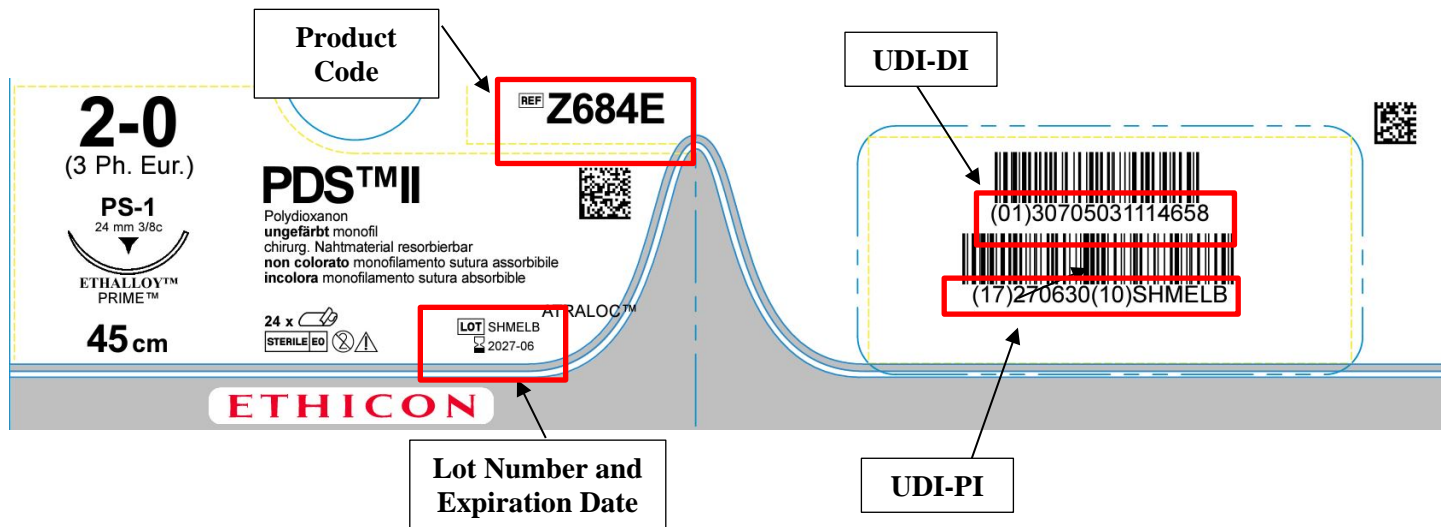 Product
Code
UDI-DI
2-0
(3 Ph. Eur.)
REF Z684E
PS-1
24 mm 3/8c
ETHALLOY™
PRIME™
45 cm
PDS™II
Polydioxanon
ungefärbt monofil
chirurg. Nahtmaterial resorbierbar
non colorato monofilamento sutura assorbibile
incolora monofilamento sutura absorbible
24 x
STERILE EO
ATRALOC™
LOT SHMELB
2027-06
(01)30705031114658
(17)270630(10)SHMELB
ETHICON
Lot Number and
Expiration Date
UDI-PI